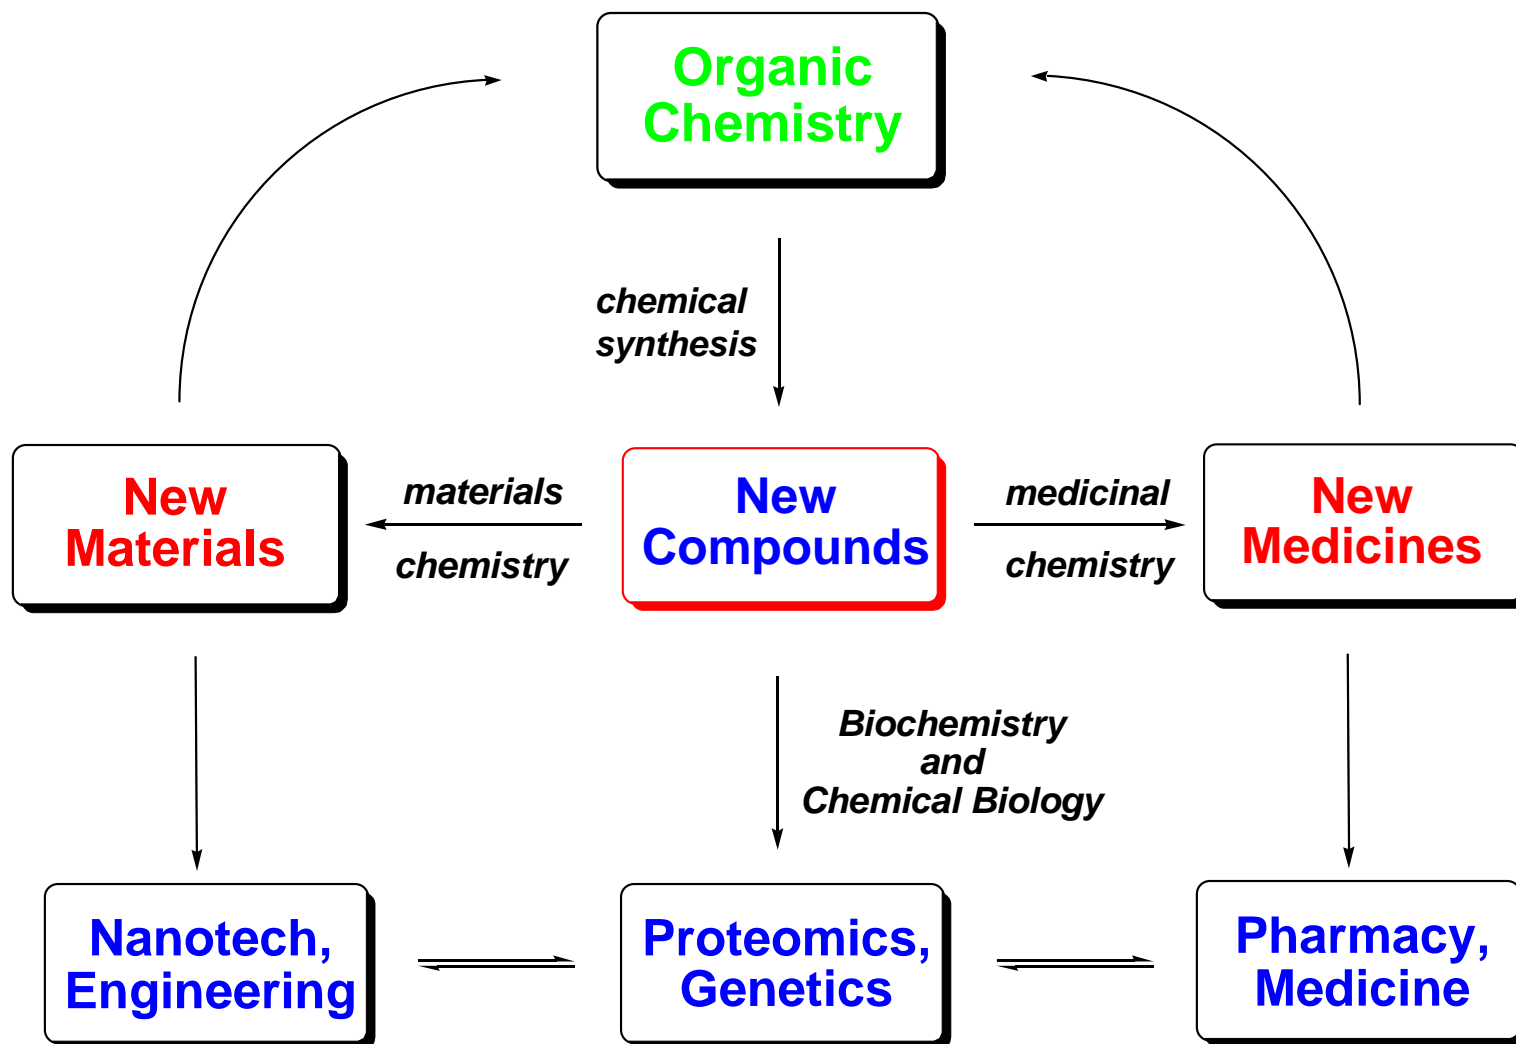 Organic
Chemistry
chemical
synthesis
New
Materials
materials
chemistry
New
Compounds
medicinal
chemistry
New
Medicines
Biochemistry
and
Chemical Biology
Nanotech,
Engineering
Proteomics,
Genetics
Pharmacy,
Medicine